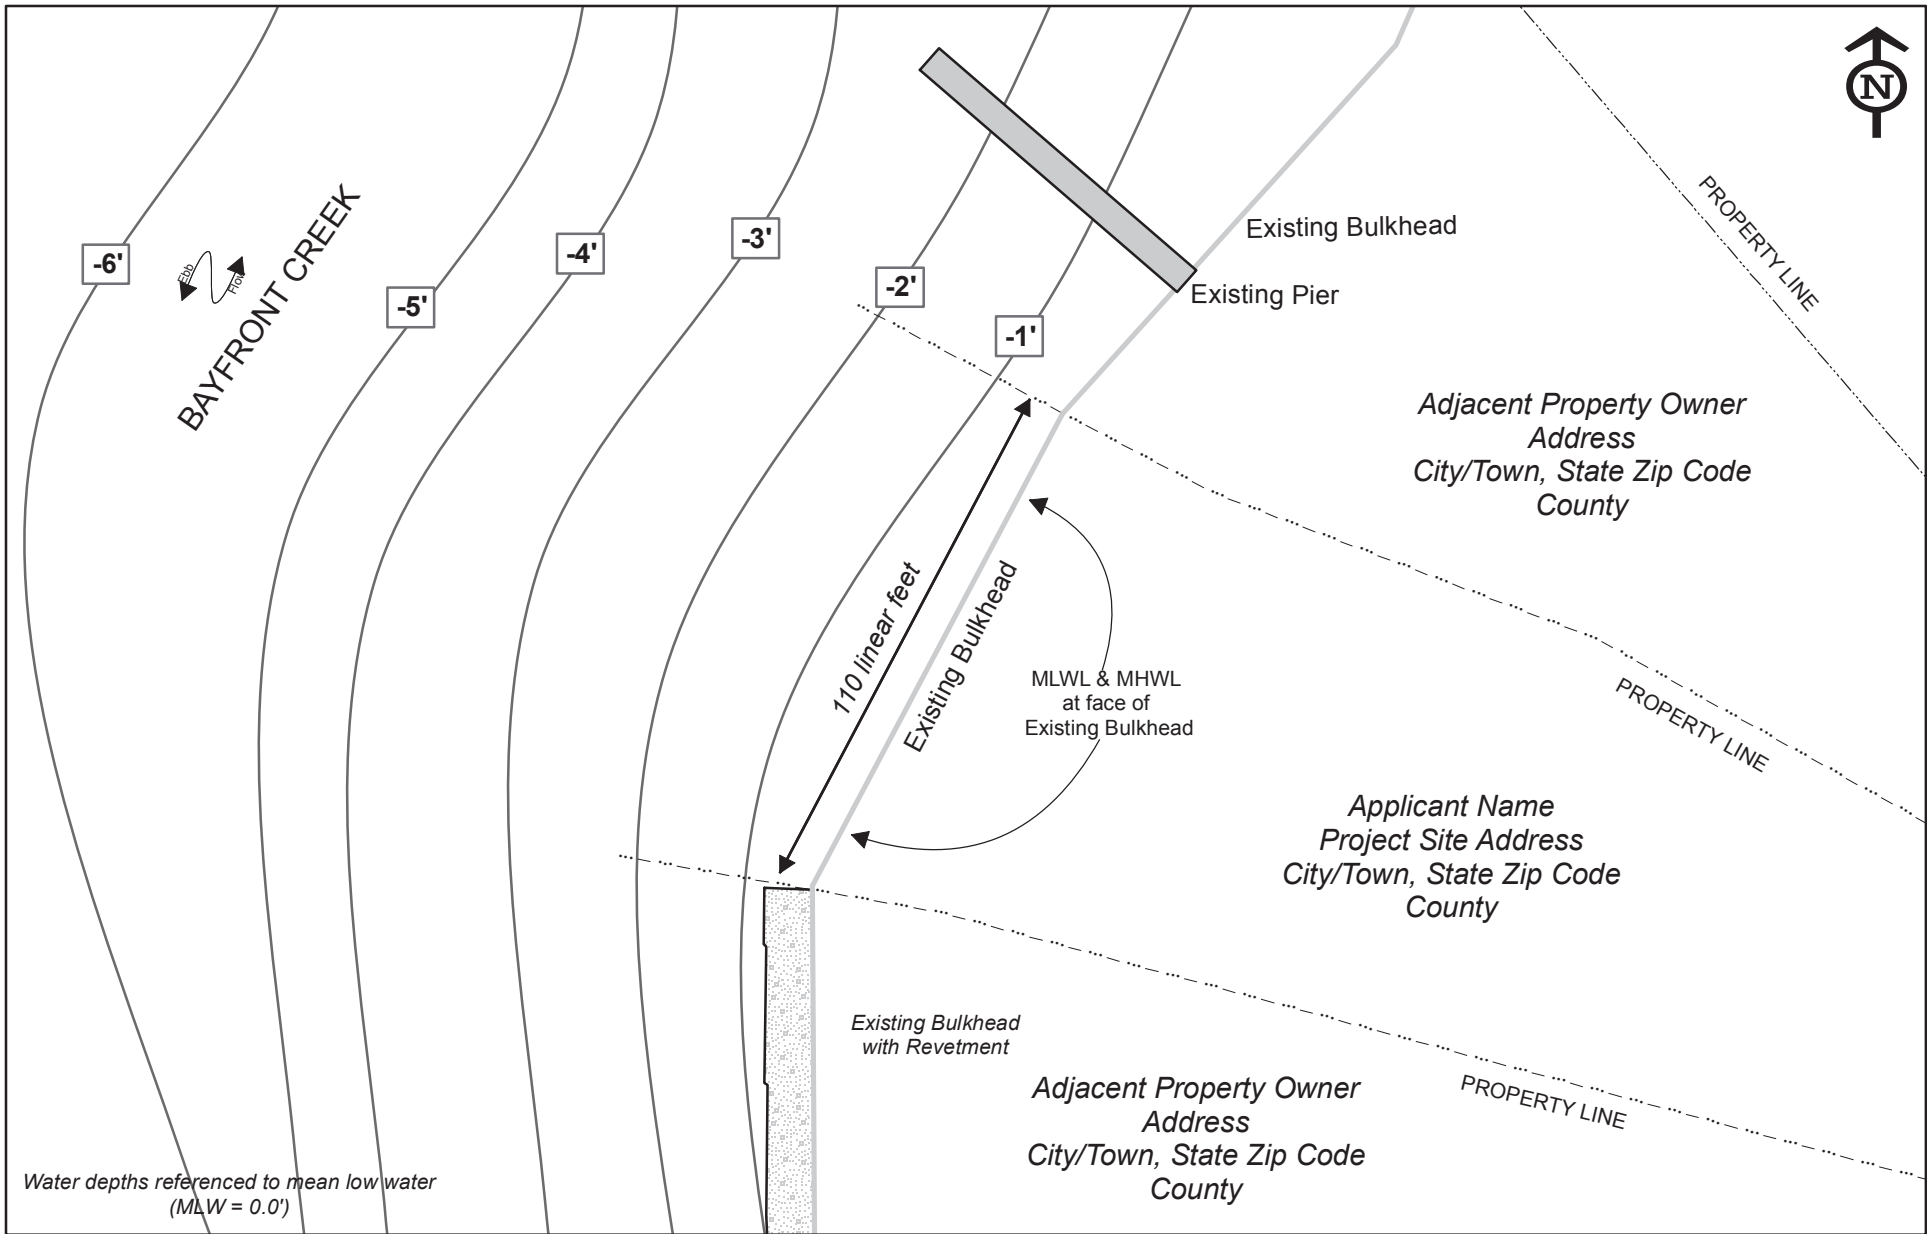 N
PROPERTY LINE
Existing Bulkhead
Existing Pier
-6'
Ebb
Flow
BAYFRONT CREEK
-5'
-4'
-3'
-2'
-1'
Adjacent Property Owner
Address
City/Town, State Zip Code
County
110 linear feet
Existing Bulkhead
MLWL & MHWL
at face of
Existing Bulkhead
PROPERTY LINE
Applicant Name
Project Site Address
City/Town, State Zip Code
County
Existing Bulkhead
with Revetment
Adjacent Property Owner
Address
City/Town, State Zip Code
County
PROPERTY LINE
Water depths referenced to mean low water
(MLW = 0.0')